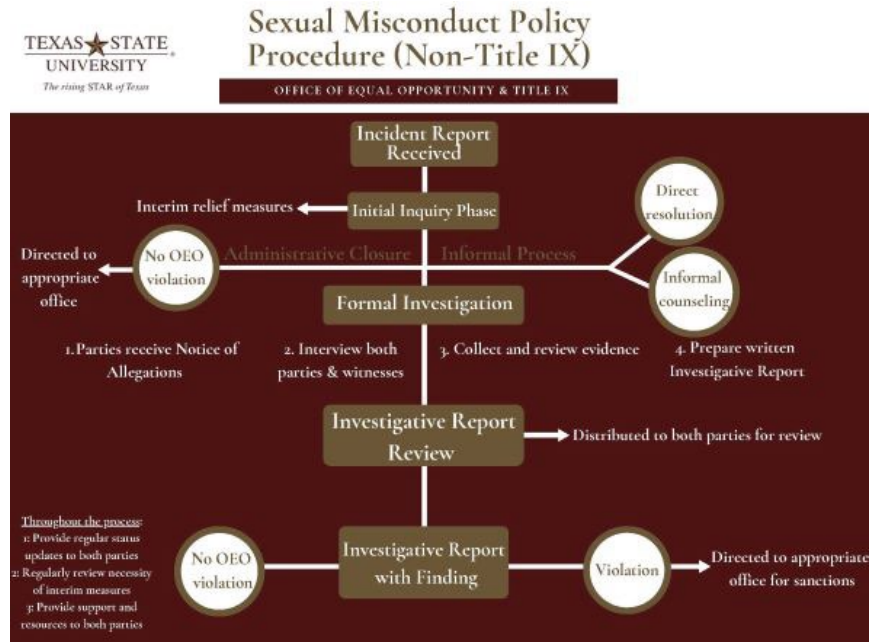 TEXAS STATE
UNIVERSITY
The rising STAR of Texas
Sexual Misconduct Policy
Procedure (Non-Title IX)
OFFICE OF EQUAL OPPORTUNITY & TITLE IX
Incident Report
Received
Interim relief measures
Initial Inquiry Phase
Direct
resolution
Directed to
appropriate
office
No OEO
violation
Administrative Closure
Informal Process
Informal
counseling
Formal Investigation
1. Parties receive Notice of
Allegations
2. Interview both
parties & witnesses
3. Collect and review evidence
4. Prepare written
Investigative Report
Investigative Report
Review
Distributed to both parties for review
Throughout the process:
1: Provide regular status
updates to both parties
2: Regularly review necessity
of interim measures
3: Provide support and
resources to both parties
No OEO
violation
Investigative Report
with Finding
Violation
Directed to appropriate
office for sanctions